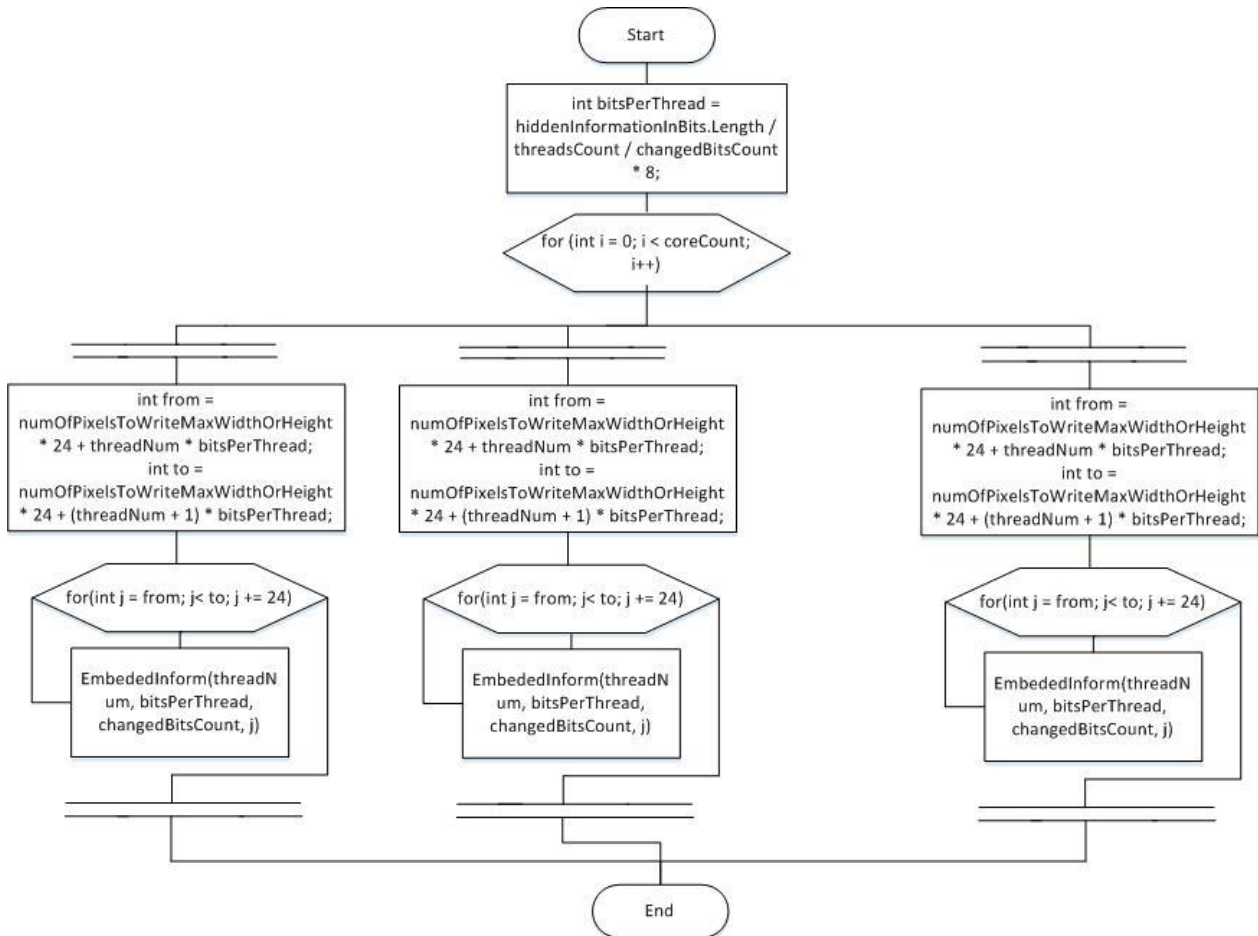 Start
int bitsPerThread =
hiddenInformationInBits.Length /
threadsCount / changedBitsCount
* 8;
for (int i = 0; i < coreCount;
i++)
int from =
numOfPixelsToWriteMaxWidthOrHeight
* 24 + threadNum * bitsPerThread;
int to =
numOfPixelsToWriteMaxWidthOrHeight
* 24 + (threadNum + 1) * bitsPerThread;
for(int j = from; j< to; j += 24)
EmbededInform(threadN
um, bitsPerThread,
changedBitsCount, j)
int from =
numOfPixelsToWriteMaxWidthOrHeight
* 24 + threadNum * bitsPerThread;
int to =
numOfPixelsToWriteMaxWidthOrHeight
* 24 + (threadNum + 1) * bitsPerThread;
for(int j = from; j< to; j += 24)
EmbededInform(threadN
um, bitsPerThread,
changedBitsCount, j)
int from =
numOfPixelsToWriteMaxWidthOrHeight
* 24 + threadNum * bitsPerThread;
int to =
numOfPixelsToWriteMaxWidthOrHeight
* 24 + (threadNum + 1) * bitsPerThread;
for(int j = from; j< to; j += 24)
EmbededInform(threadN
um, bitsPerThread,
changedBitsCount, j)
End